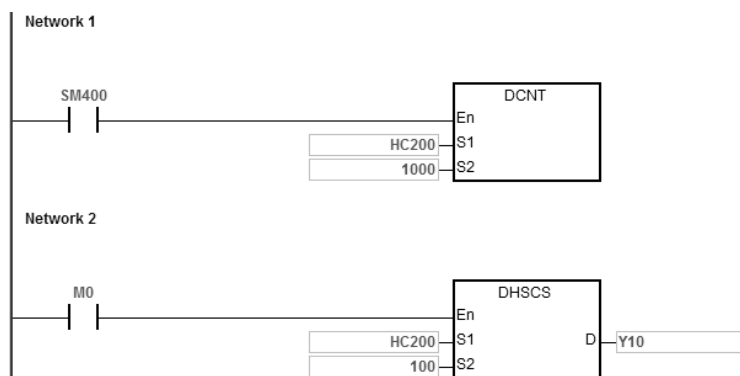 Network 1
SM400
DCNT
En
HC200 S1
1000 S2
Network 2
M0
DHSCS
En
HC200 S1 D Y10
100 S2